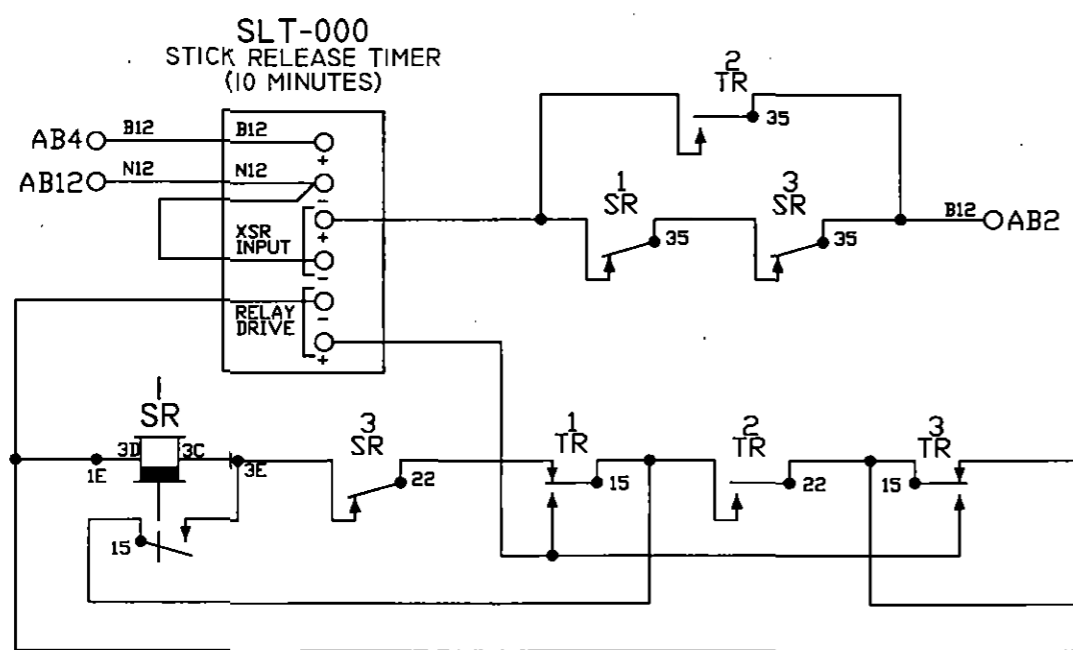 SLT-000
STICK RELEASE TIMER
(10 MINUTES)
2
TR
35
AB4
B12
B12
+
AB12
N12
N12
-
1
SR
3
SR
35
35
B12
AB2
XSR
INPUT
+
-
RELAY
DRIVE
-
+
1
SR
3D
3C
1E
3E
15
3
SR
22
1
TR
15
2
TR
22
3
TR
15